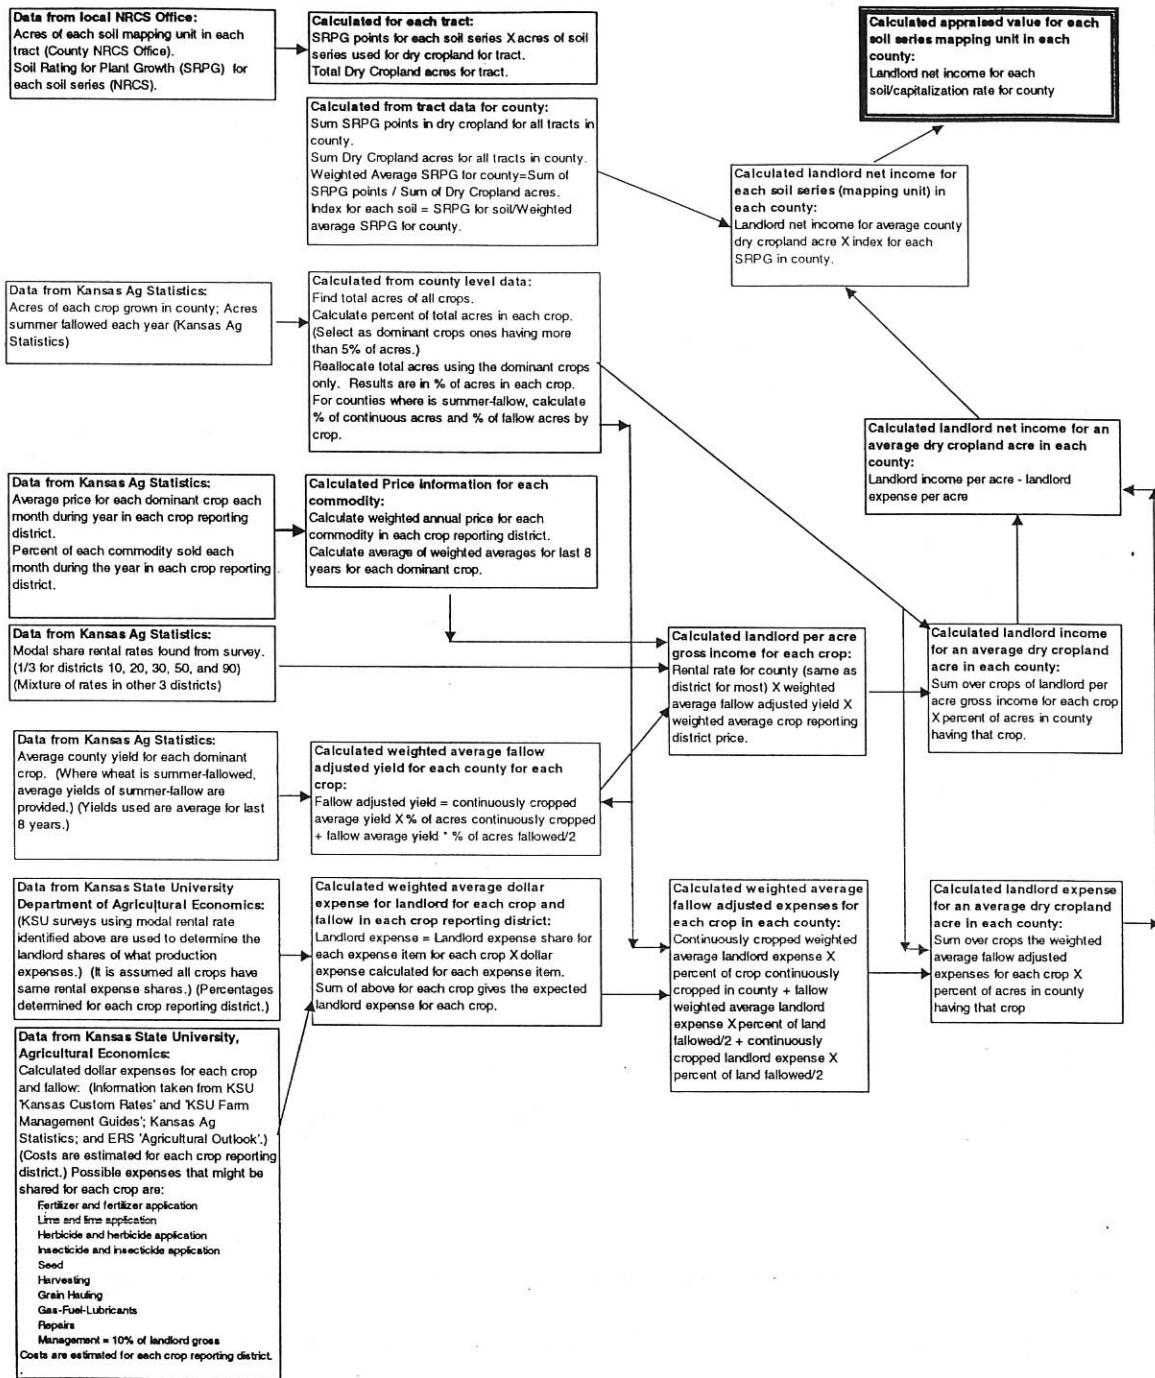 Data from local NRCS Office:
Acres of each soil mapping unit in each
tract (County NRCS Office).
Soil Rating for Plant Growth (SRPG) for
each soil series (NRCS).
Calculated for each tract:
SRPG points for each soil series X acres of soil
series used for dry cropland for tract.
Total Dry Cropland acres for tract.
Calculated appraised value for each
soil series mapping unit in each
county:
Landlord net income for each
soil/capitalization rate for county
Calculated from tract data for county:
Sum SRPG points in dry cropland for all tracts in
county.
Sum Dry Cropland acres for all tracts in county.
Weighted Average SRPG for county=Sum of
SRPG points / Sum of Dry Cropland acres.
Index for each soil = SRPG for soil/Weighted
average SRPG for county.
Calculated landlord net income for
each soil series (mapping unit) in
each county:
Landlord net income for average county
dry cropland acre X index for each
SRPG in county.
Data from Kansas Ag Statistics:
Acres of each crop grown in county; Acres
summer fallowed each year (Kansas Ag
Statistics)
Calculated from county level data:
Find total acres of all crops.
Calculate percent of total acres in each crop.
(Select as dominant crops ones having more
than 5% of acres.)
Reallocate total acres using the dominant crops
only. Results are in % of acres in each crop.
For counties where is summer-fallow, calculate
% of continuous acres and % of fallow acres by
crop.
Calculated landlord net income for an
average dry cropland acre in each
county:
Landlord income per acre - landlord
expense per acre
Data from Kansas Ag Statistics:
Average price for each dominant crop each
month during year in each crop reporting
district.
Percent of each commodity sold each
month during the year in each crop reporting
district.
Calculated Price information for each
commodity:
Calculate weighted annual price for each
commodity in each crop reporting district.
Calculate average of weighted averages for last 8
years for each dominant crop.
Data from Kansas Ag Statistics:
Modal share rental rates found from survey.
(1/3 for districts 10, 20, 30, 50, and 90)
(Mixture of rates in other 3 districts)
Calculated landlord per acre
gross income for each crop:
Rental rate for county (same as
district for most) X weighted
average fallow adjusted yield X
weighted average crop reporting
district price.
Calculated landlord income
for an average dry cropland
acre in each county:
Sum over crops of landlord per
acre gross income for each crop
X percent of acres in county
having that crop.
Data from Kansas Ag Statistics:
Average county yield for each dominant
crop. (Where wheat is summer-fallowed,
average yields of summer-fallow are
provided.) (Yields used are average for last
8 years.)
Calculated weighted average fallow
adjusted yield for each county for each
crop:
Fallow adjusted yield = continuously cropped
average yield X % of acres continuously cropped
+ fallow average yield * % of acres fallowed/2
Data from Kansas State University
Department of Agricultural Economics:
(KSU surveys using modal rental rate
identified above are used to determine the
landlord shares of what production
expenses.) (It is assumed all crops have
same rental expense shares.) (Percentages
determined for each crop reporting district.)
Calculated weighted average dollar
expense for landlord for each crop and
fallow in each crop reporting district:
Landlord expense = Landlord expense share for
each expense item for each crop X dollar
expense calculated for each expense item.
Sum of above for each crop gives the expected
landlord expense for each crop.
Calculated weighted average
fallow adjusted expenses for
each crop in each county:
Continuously cropped weighted
average landlord expense X
percent of crop continuously
cropped in county + fallow
weighted average landlord
expense X percent of land
fallowed/2 + continuously
cropped landlord expense X
percent of land fallowed/2
Calculated landlord expense
for an average dry cropland
acre in each county:
Sum over crops the weighted
average fallow adjusted
expenses for each crop X
percent of acres in county
having that crop
Data from Kansas State University,
Agricultural Economics:
Calculated dollar expenses for each crop
and fallow: (Information taken from KSU
'Kansas Custom Rates' and 'KSU Farm
Management Guides'; Kansas Ag
Statistics; and ERS 'Agricultural Outlook'.)
(Costs are estimated for each crop reporting
district.) Possible expenses that might be
shared for each crop are:
Fertilizer and fertilizer application
Lime and lime application
Herbicide and herbicide application
Insecticide and insecticide application
Seed
Harvesting
Grain Hauling
Gas-Fuel-Lubricants
Repairs
Management = 10% of landlord gross
Costs are estimated for each crop reporting district.